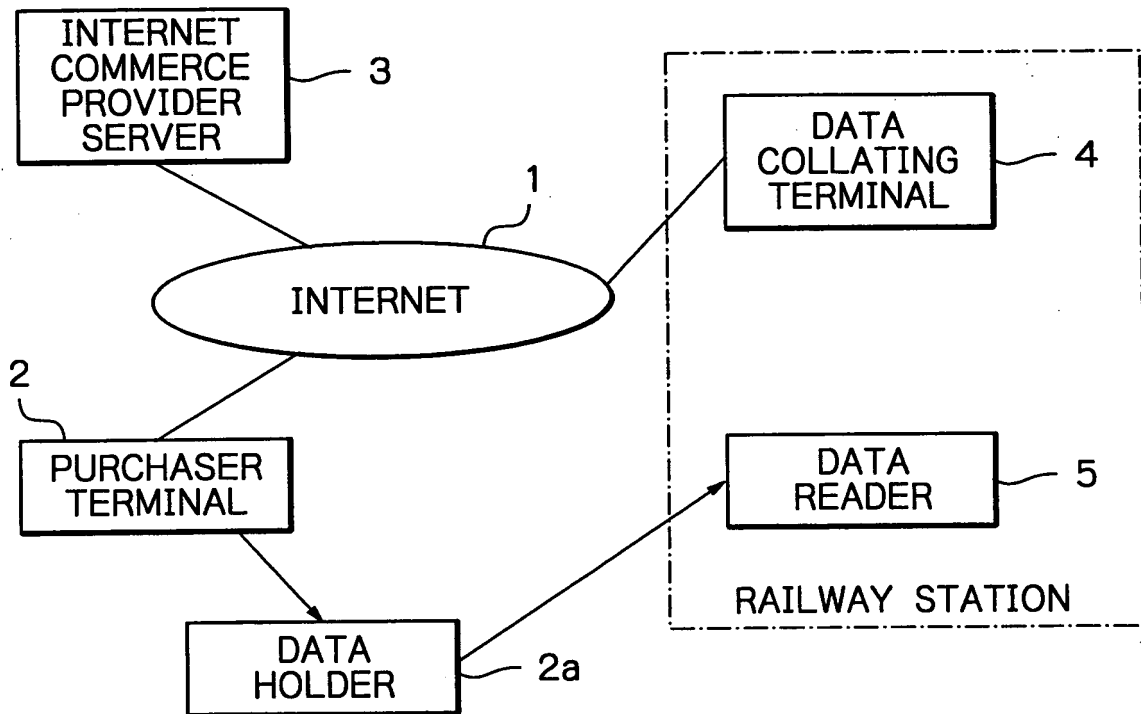 INTERNET
COMMERCE
PROVIDER
SERVER
3
DATA
COLLATING
TERMINAL
4
1
INTERNET
2
PURCHASER
TERMINAL
DATA
READER
5
RAILWAY STATION
DATA
HOLDER
2a